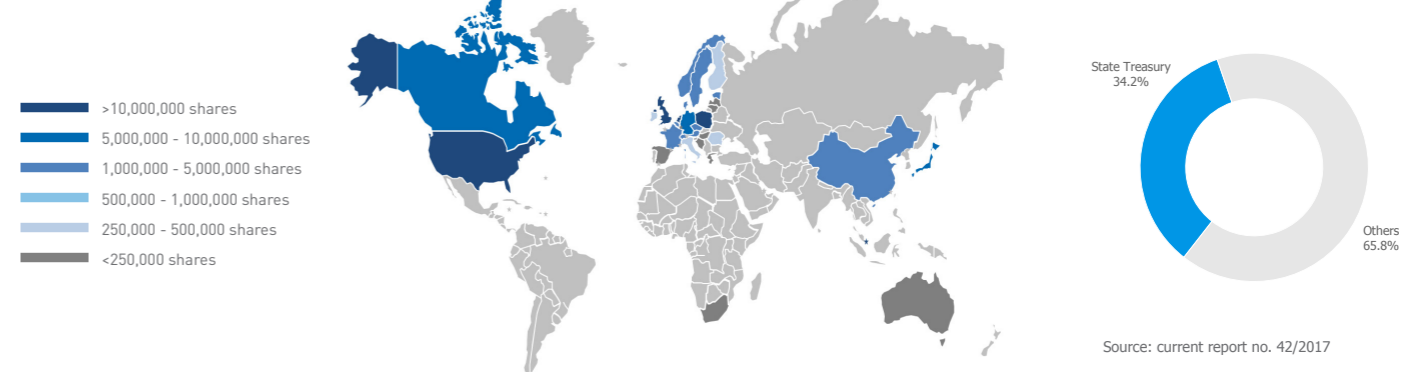 >10,000,000 shares
5,000,000 - 10,000,000 shares
1,000,000 - 5,000,000 shares
500,000 - 1,000,000 shares
250,000 - 500,000 shares
<250,000 shares
State Treasury
34.2%
Others
65.8%
Source: current report no. 42/2017